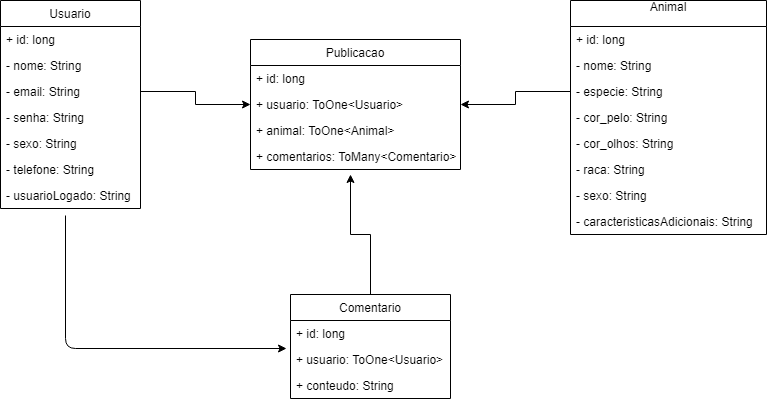 Usuario
+ id: long
- nome: String
- email: String
- senha: String
- sexo: String
- telefone: String
- usuarioLogado: String
Publicacao
+ id: long
+ usuario: ToOne<Usuario>
+ animal: ToOne<Animal>
+ comentarios: ToMany<Comentario>
Animal
+ id: long
- nome: String
- especie: String
- cor_pelo: String
- cor_olhos: String
- raca: String
- sexo: String
- caracteristicasAdicionais: String
Comentario
+ id: long
+ usuario: ToOne<Usuario>
+ conteudo: String